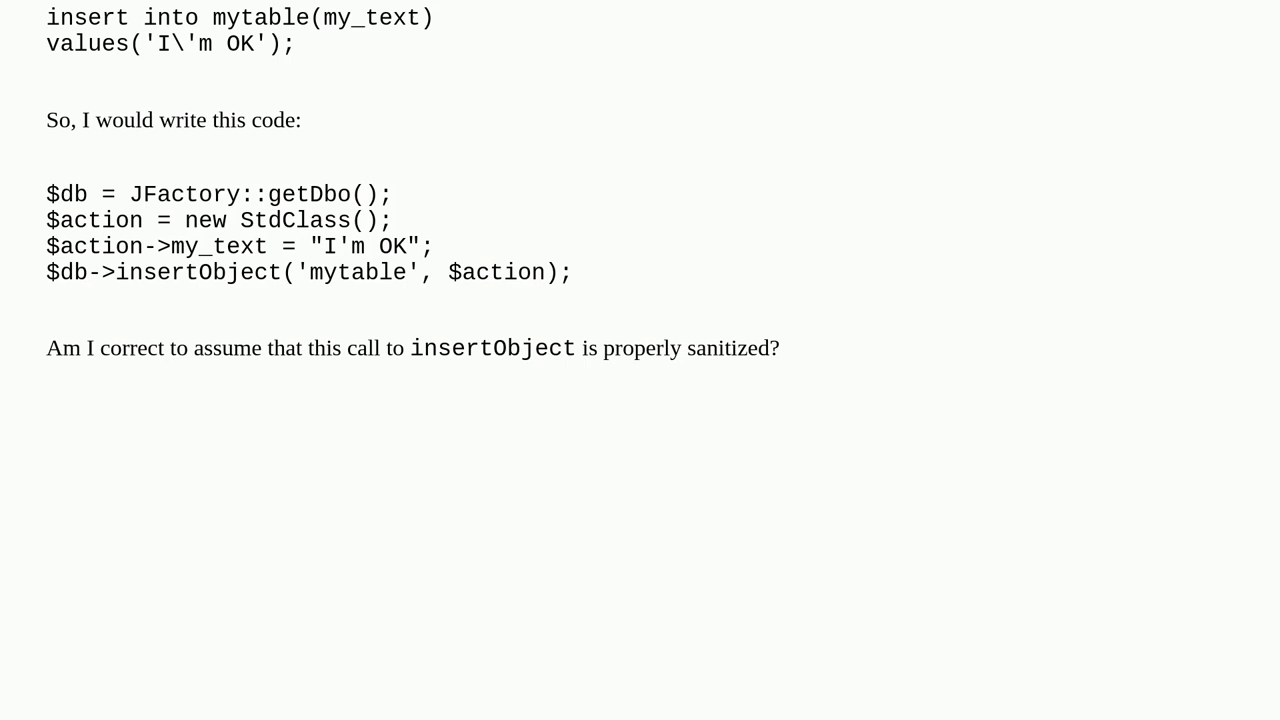 insert into mytable(my_text)
values('I\'m OK');
So, I would write this code:
$db = JFactory::getDbo();
$action = new StdClass();
$action->my_text = "I'm OK";
$db->insertObject('mytable', $action);
Am I correct to assume that this call to insertObject is properly sanitized?